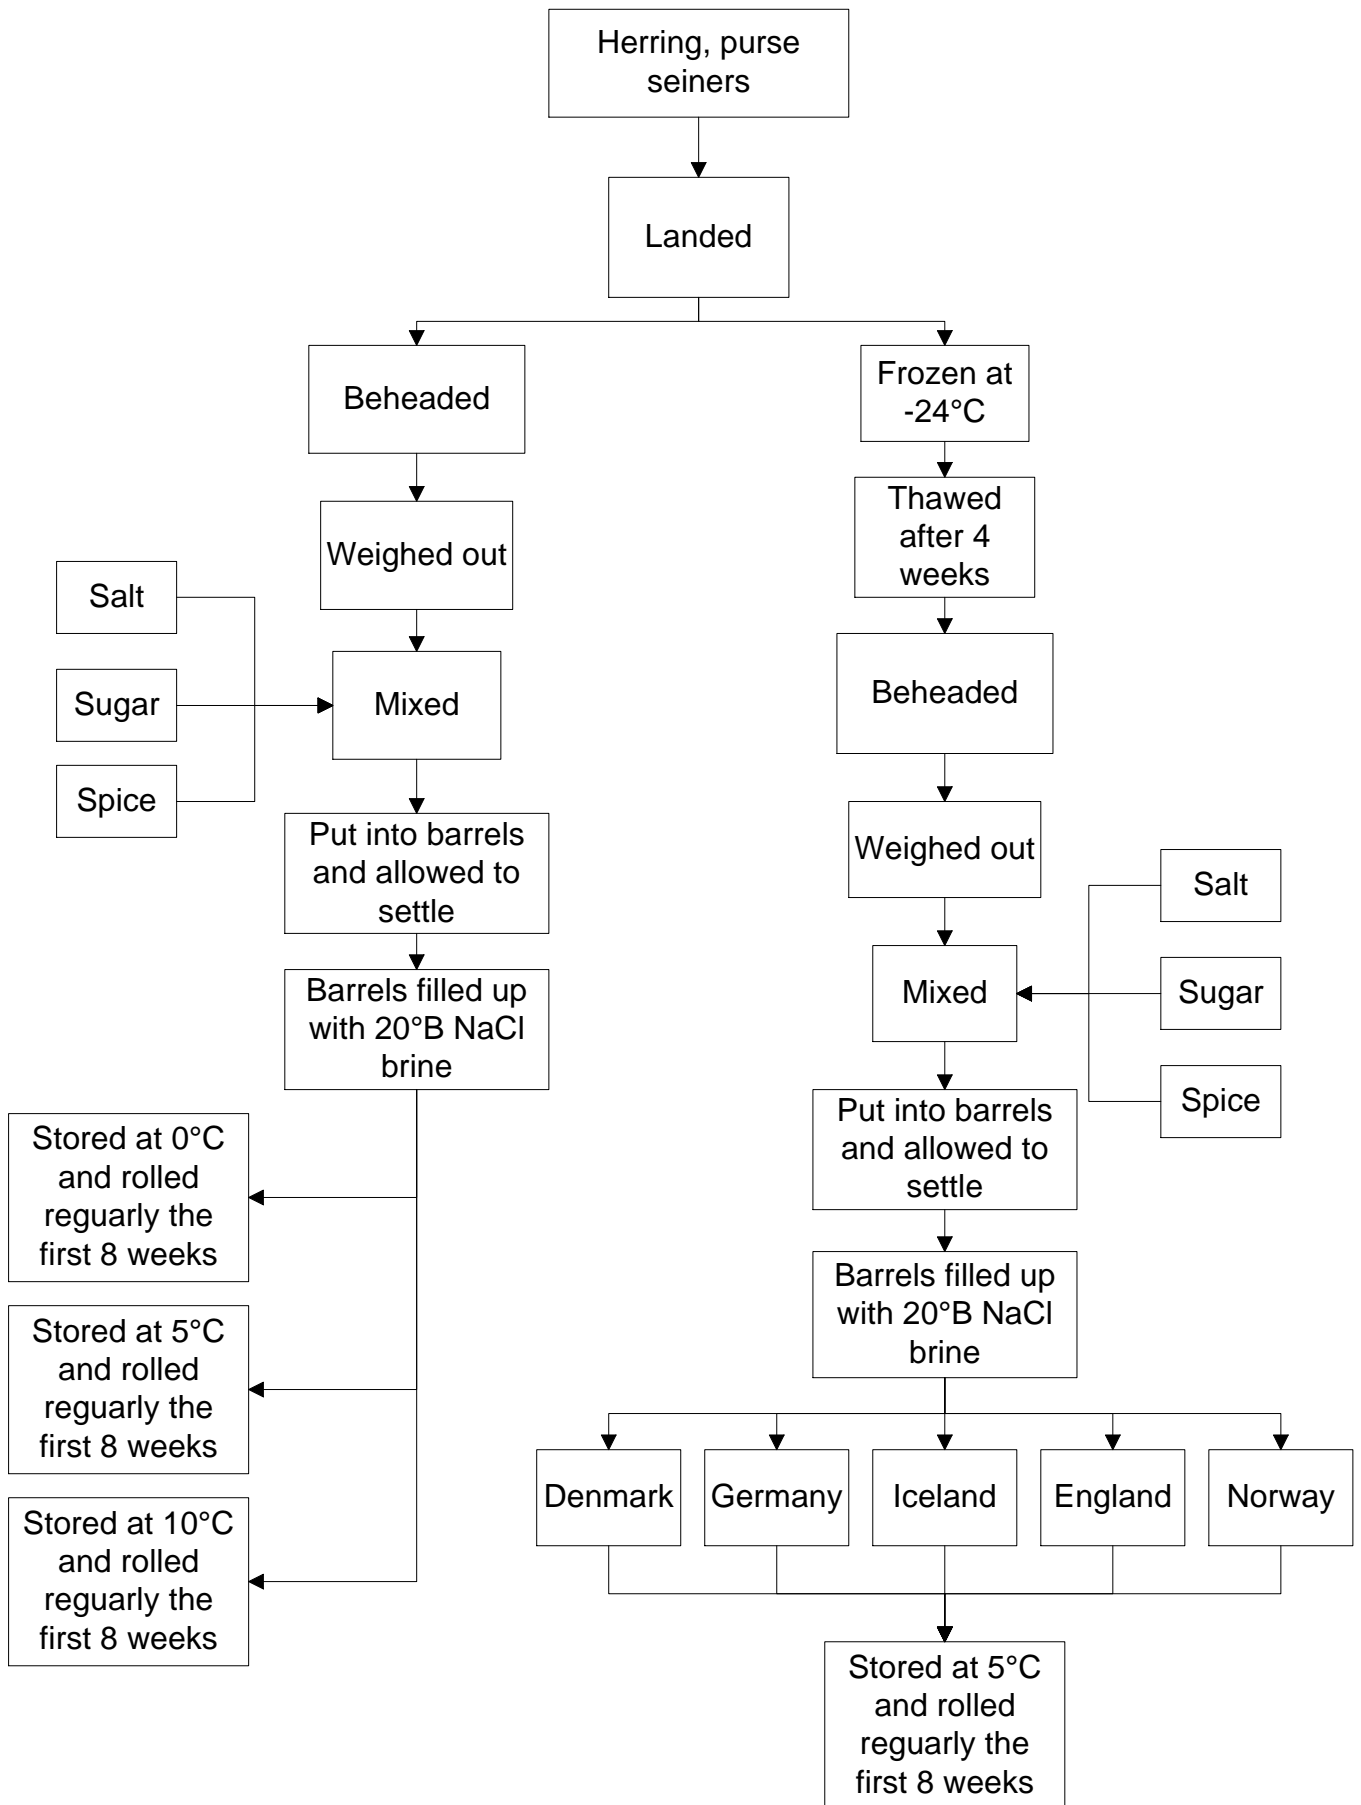 Herring, purse
seiners
Landed
Beheaded
Weighed out
Salt
Sugar
Spice
Mixed
Put into barrels
and allowed to
settle
Barrels filled up
with 20°B NaCl
brine
Stored at 0°C
and rolled
reguarly the
first 8 weeks
Stored at 5°C
and rolled
reguarly the
first 8 weeks
Stored at 10°C
and rolled
reguarly the
first 8 weeks
Frozen at
-24°C
Thawed
after 4
weeks
Beheaded
Weighed out
Salt
Sugar
Spice
Mixed
Put into barrels
and allowed to
settle
Barrels filled up
with 20°B NaCl
brine
Denmark
Germany
Iceland
England
Norway
Stored at 5°C
and rolled
reguarly the
first 8 weeks